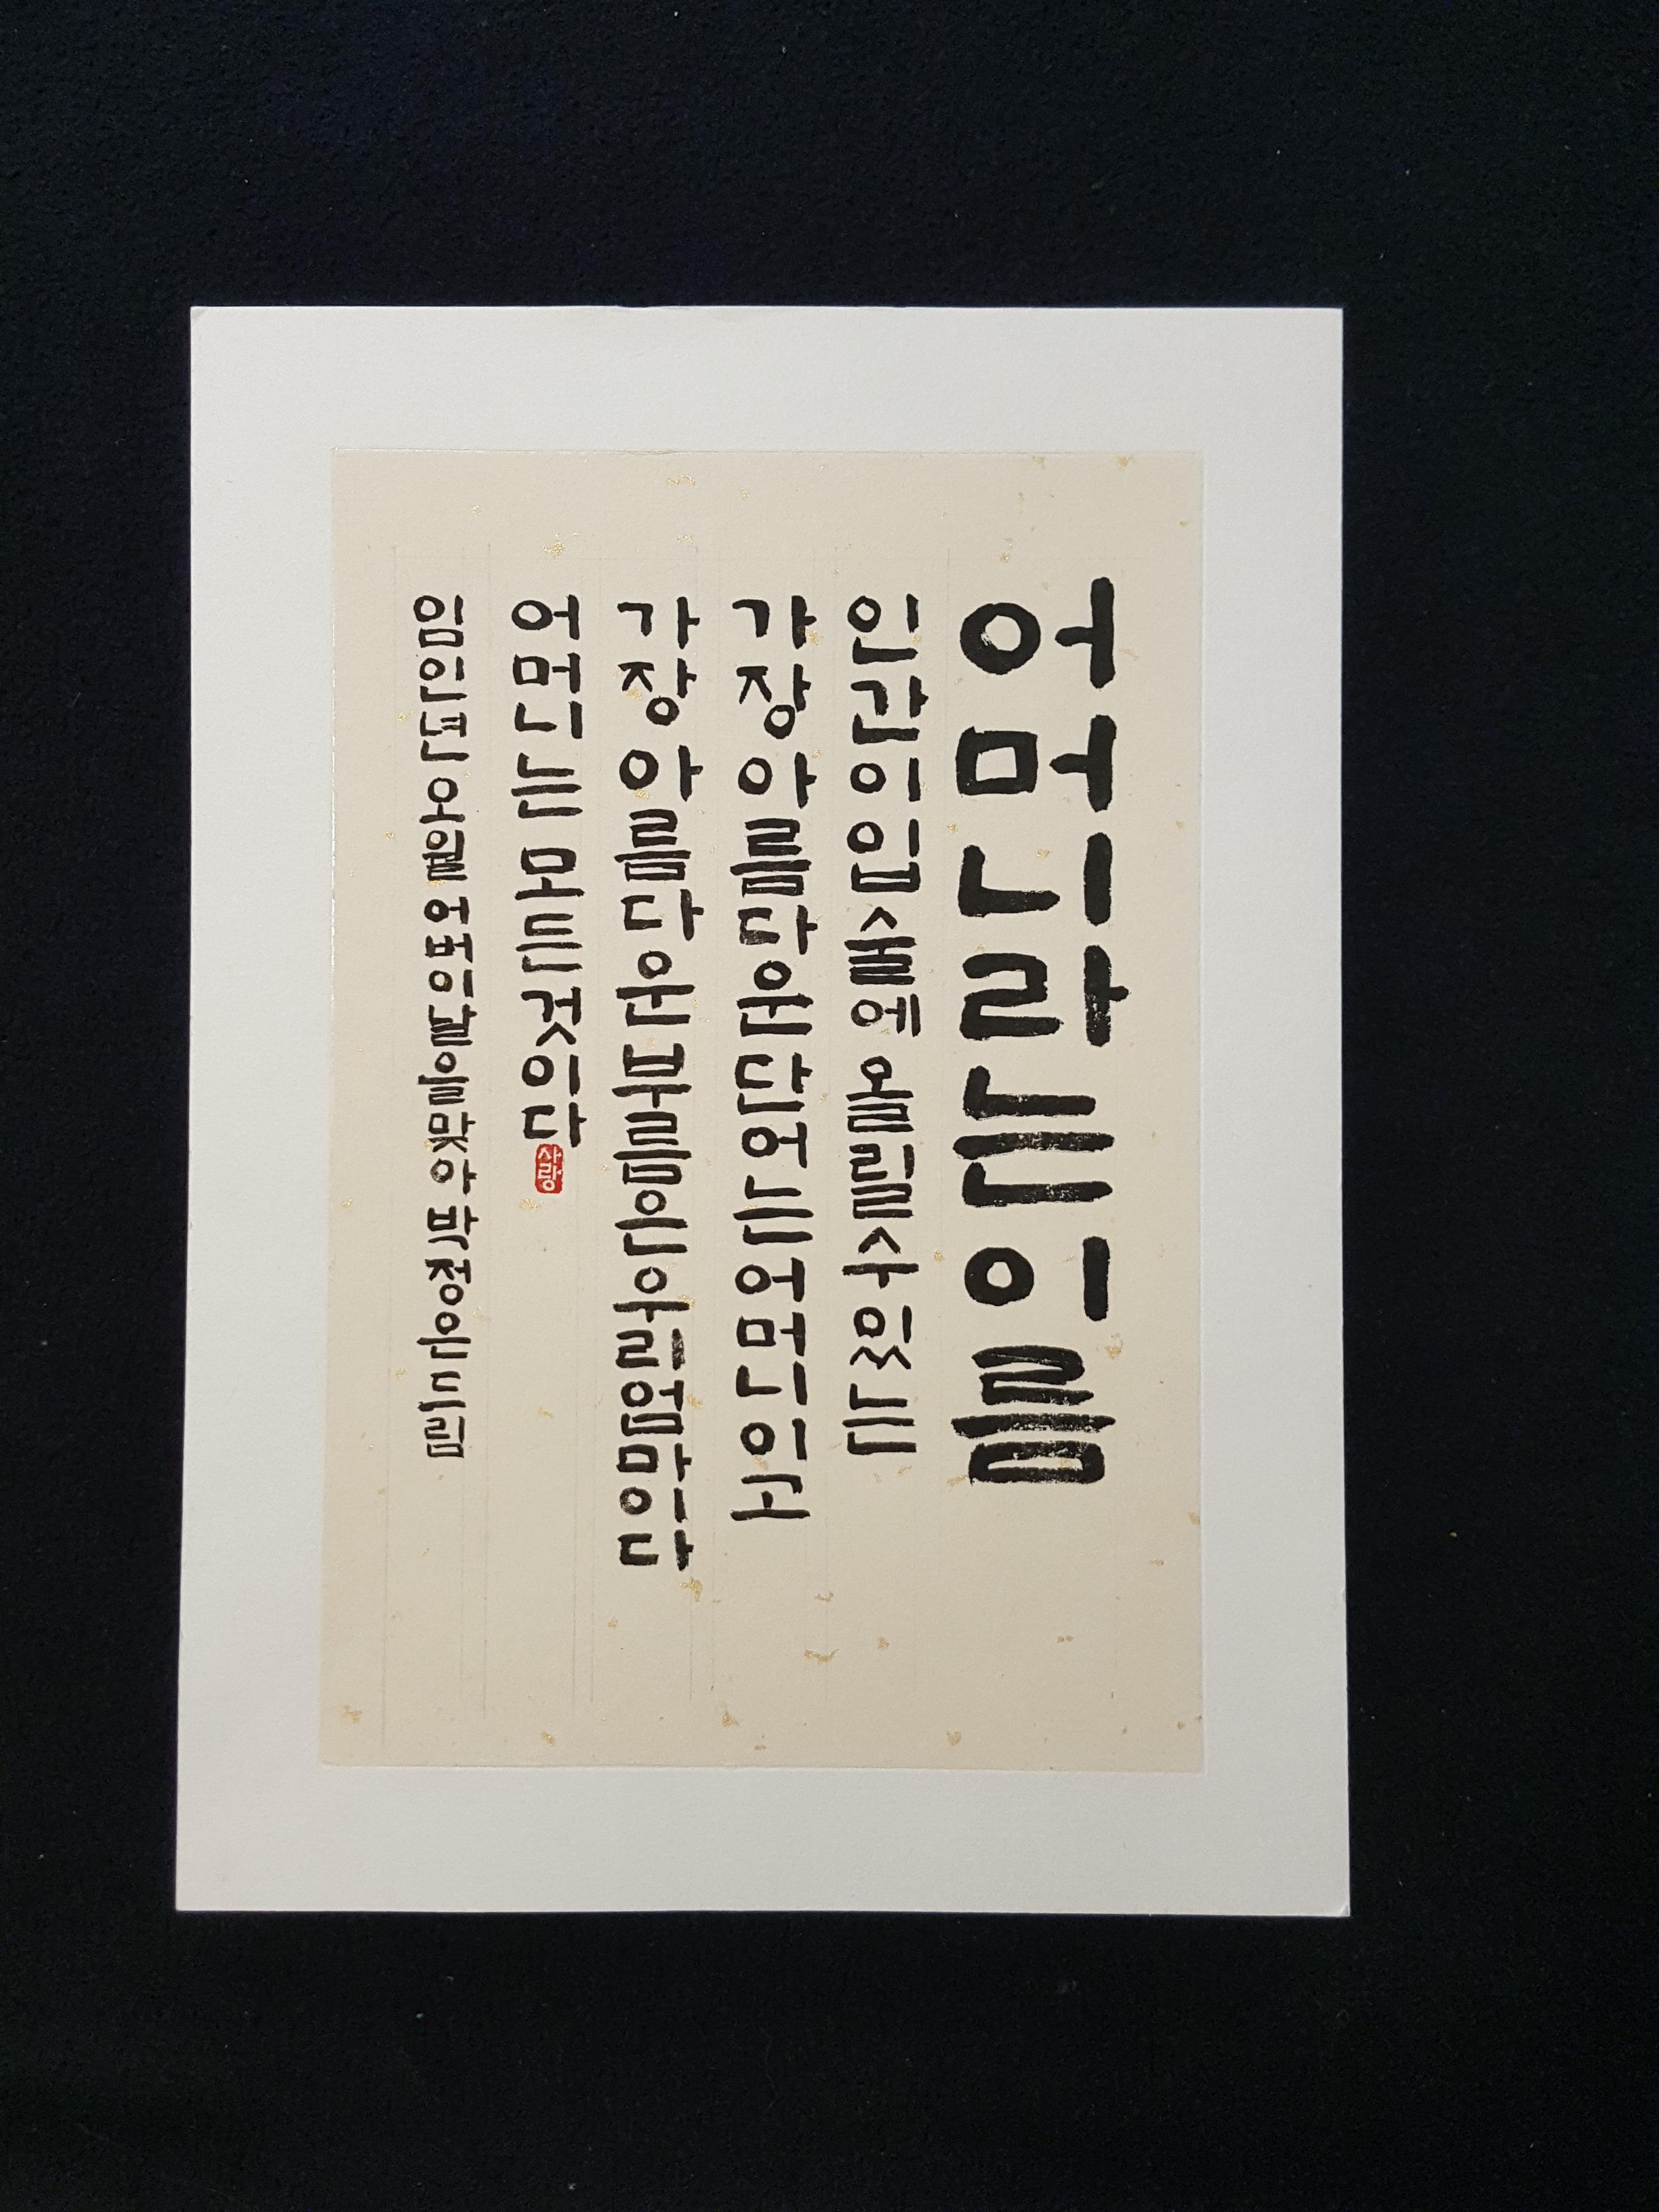 어머니라는이름
인간의입술에 올릴수있는
가장 아름다운단어는어머니이고
가장 아름다운부름은우리엄마이다
어머니는 모든것이다
사랑
임인년 오월 어버이날을맞아 박정은드림